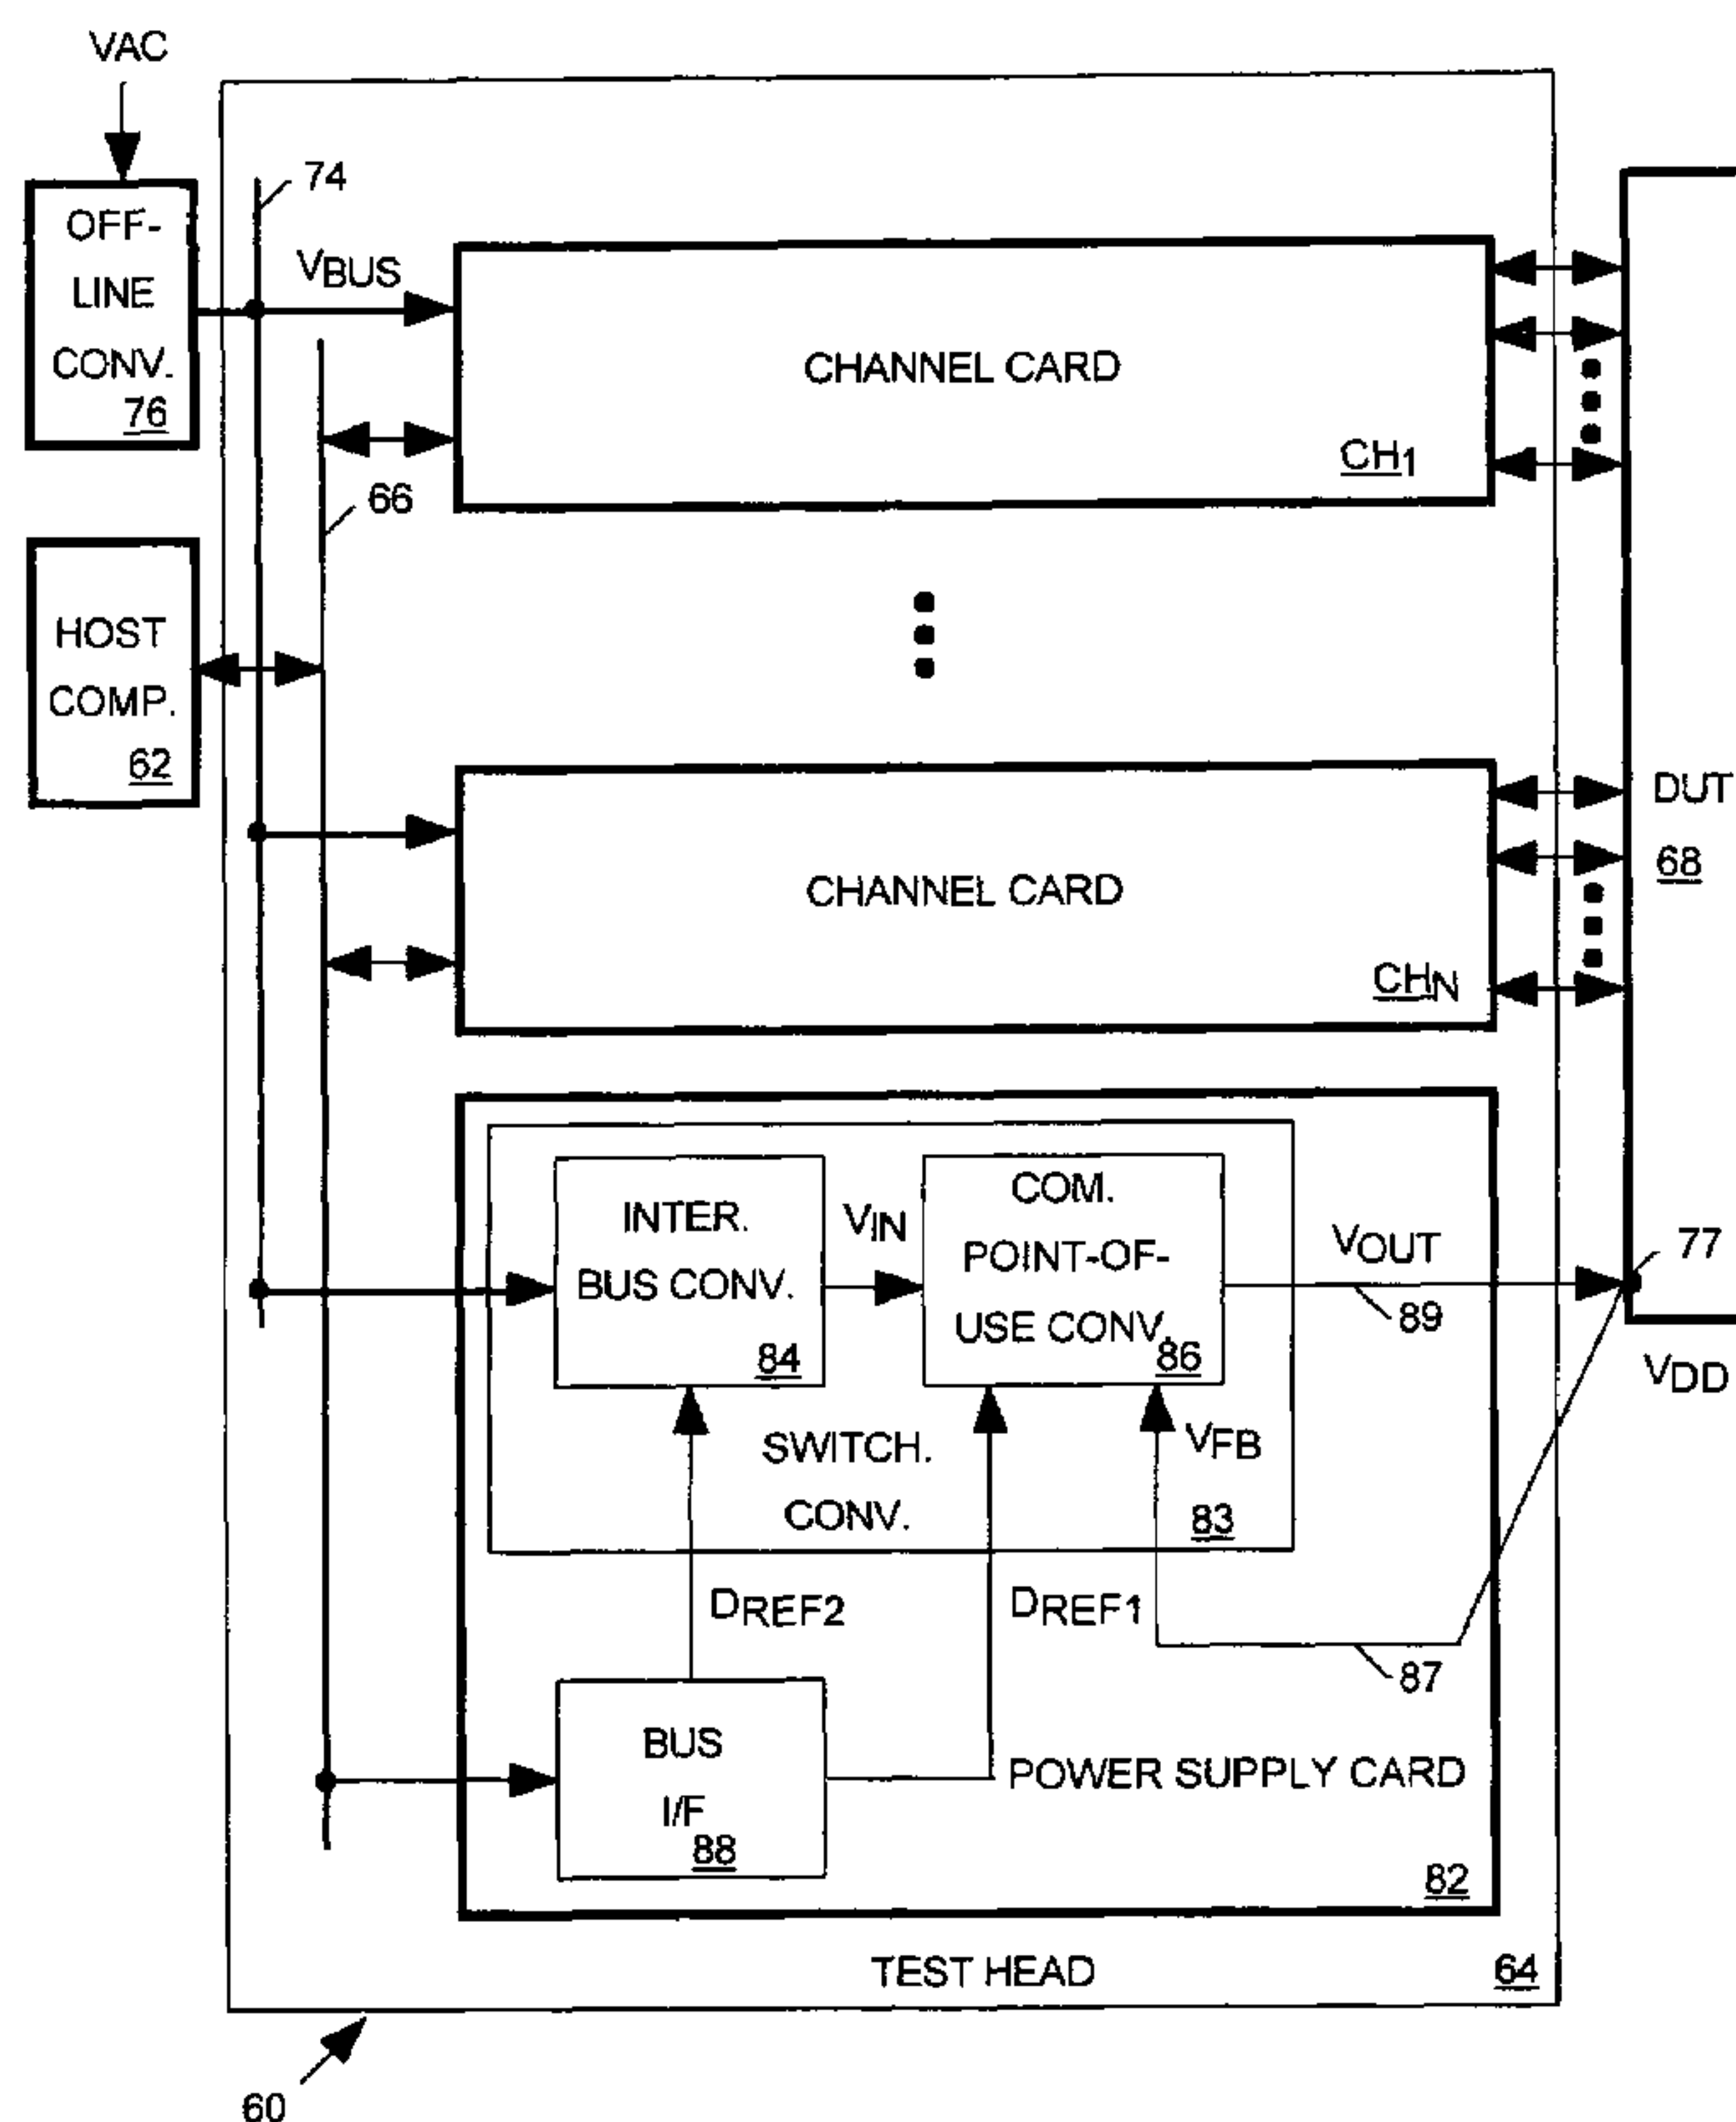 VAC
OFF-
LINE
CONV.
76
74
VBUS
CHANNEL CARD
CH1
66
HOST
COMP.
62
CHANNEL CARD
CHN
DUT
68
INTER.
BUS CONV.
84
VIN
COM.
POINT-OF-
USE CONV.
86
VOUT
89
77
VDD
SWITCH.
CONV.
83
VFB
DREF2
DREF1
87
BUS
I/F
88
POWER SUPPLY CARD
82
TEST HEAD
64
60